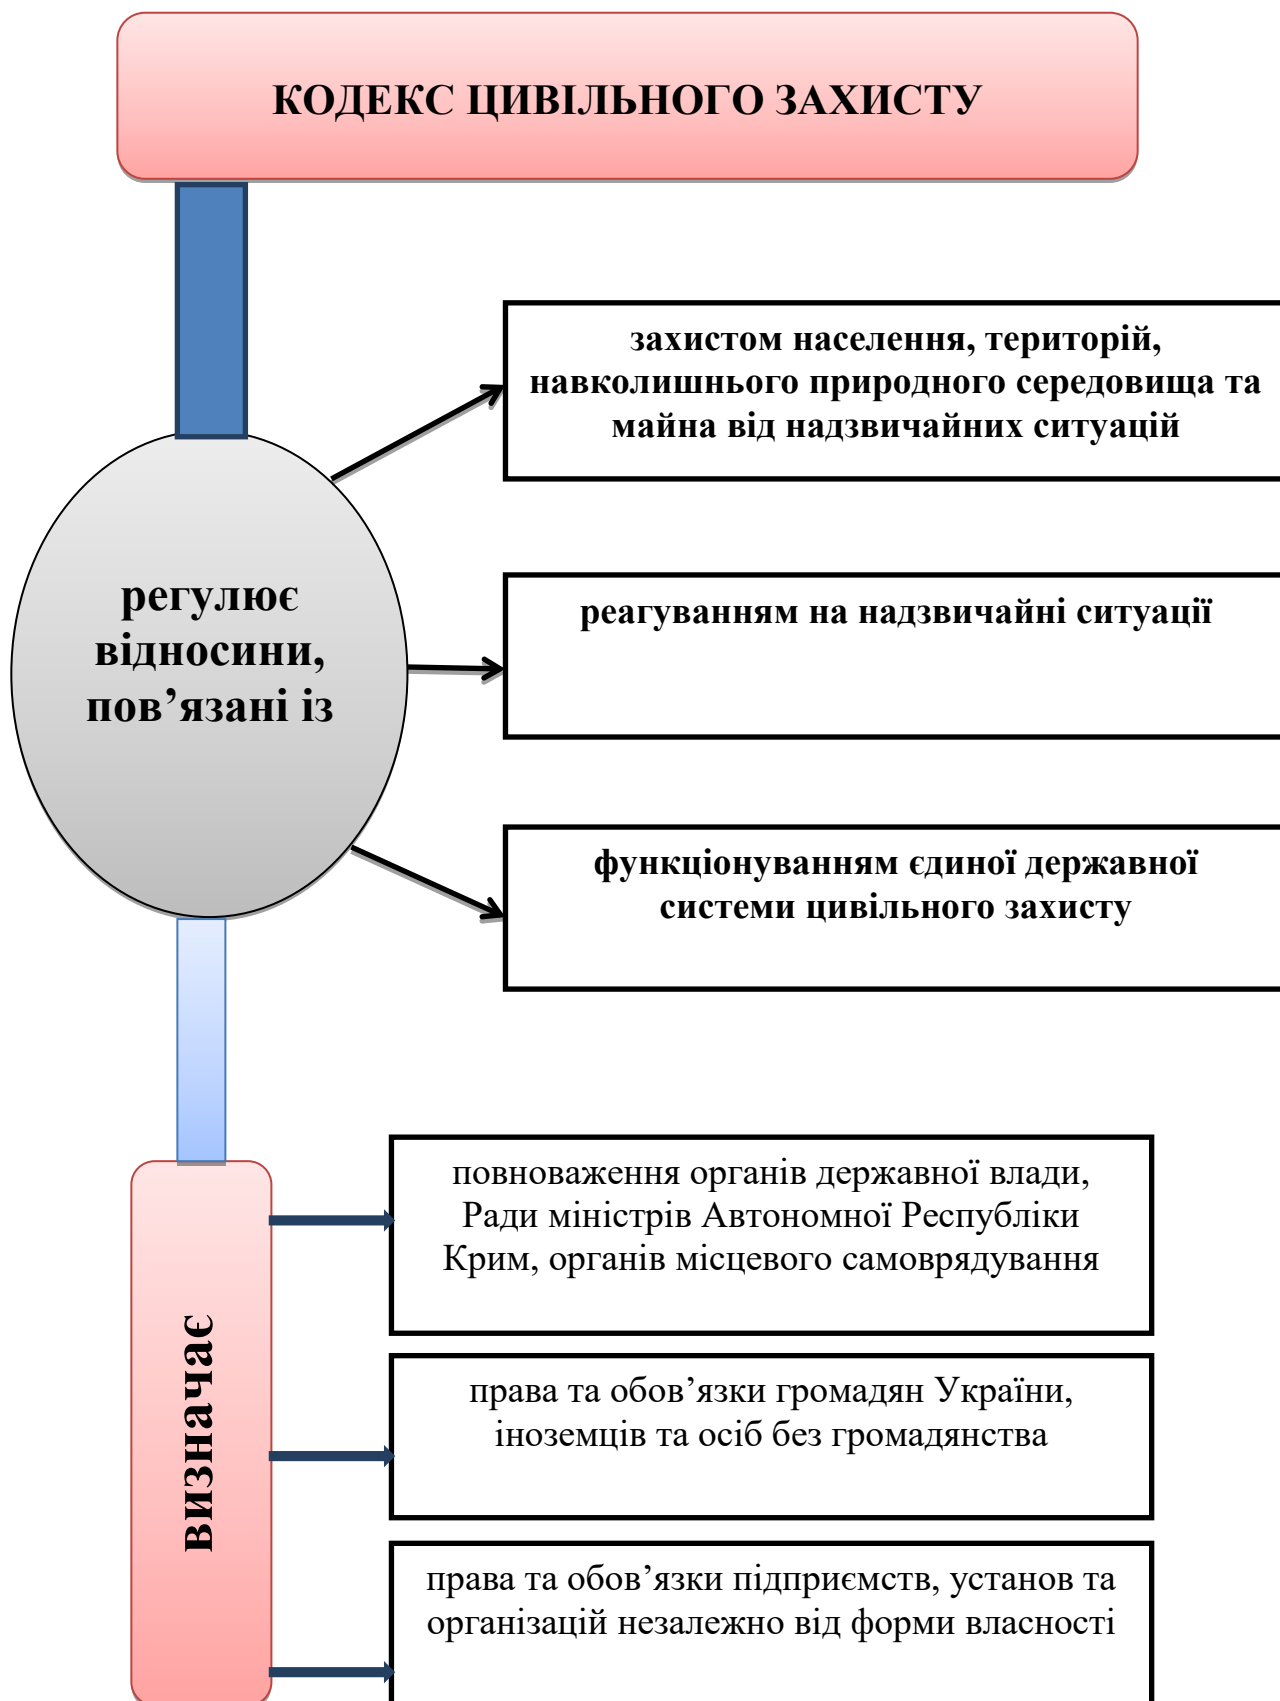 КОДЕКС ЦИВІЛЬНОГО ЗАХИСТУ
захистом населення, територій,
навколишнього природного середовища та
майна від надзвичайних ситуацій
регулює
відносини,
пов’язані із
реагуванням на надзвичайні ситуації
функціонуванням єдиної державної
системи цивільного захисту
визначає
повноваження органів державної влади,
Ради міністрів Автономної Республіки
Крим, органів місцевого самоврядування
права та обов’язки громадян України,
іноземців та осіб без громадянства
права та обов’язки підприємств, установ та
організацій незалежно від форми власності